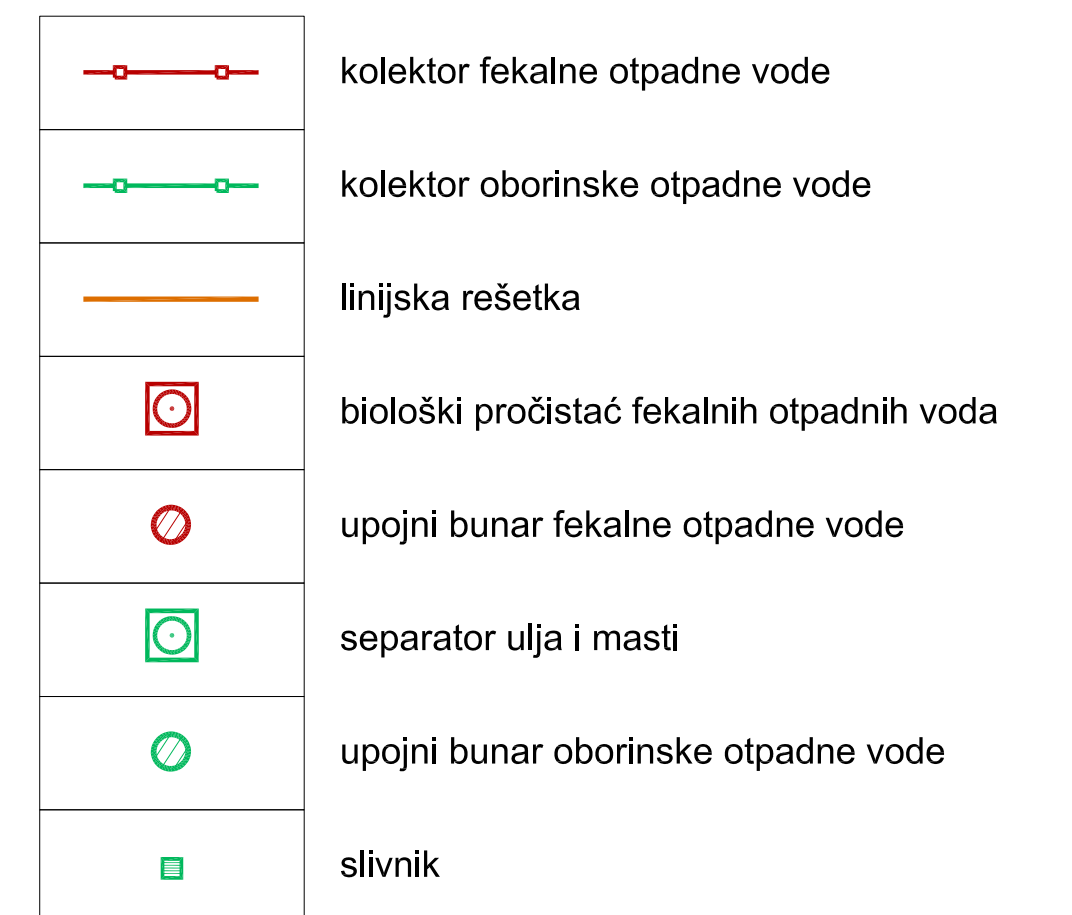 kolektor fekalne otpadne vode
kolektor oborinske otpadne vode
linijska rešetka
biološki pročistać fekalnih otpadnih voda
upojni bunar fekalne otpadne vode
separator ulja i masti
upojni bunar oborinske otpadne vode
slivnik